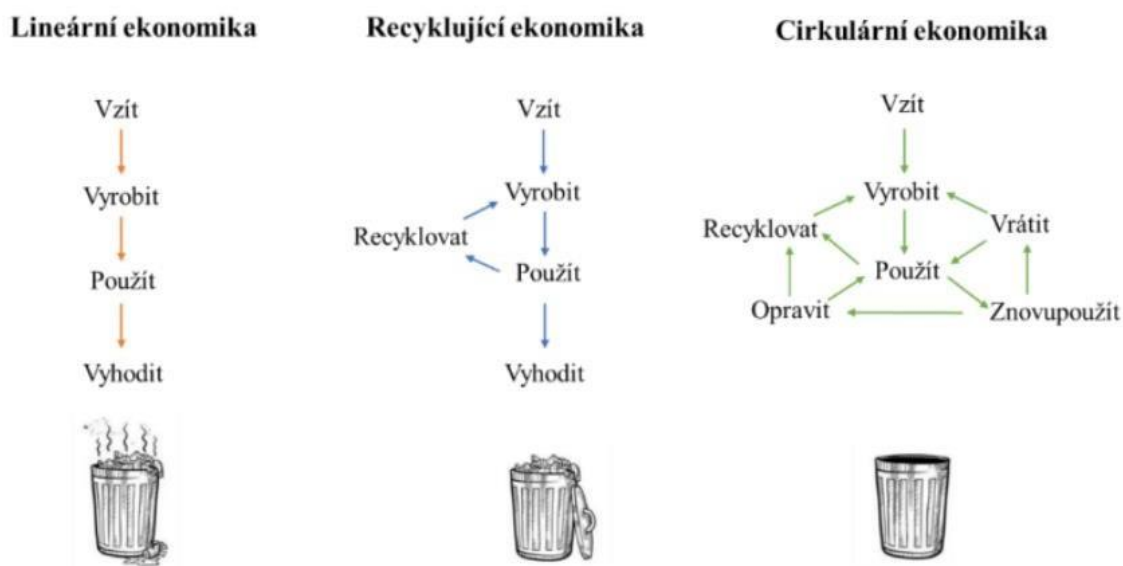 Lineární ekonomika
Vzít
Vyrobit
Použít
Vyhodit
Recyklující ekonomika
Vzít
Vyrobit
Recyklovat
Použít
Vyhodit
Cirkulární ekonomika
Vzít
Vyrobit
Recyklovat
Vrátit
Použít
Opravit
Znovupoužít